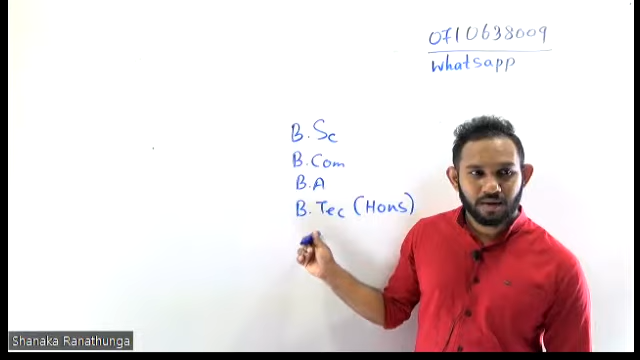 0710638009
whatsapp
B. Sc
B. Com
B. A
B. Tec (Hons)
Shanaka Ranathunga